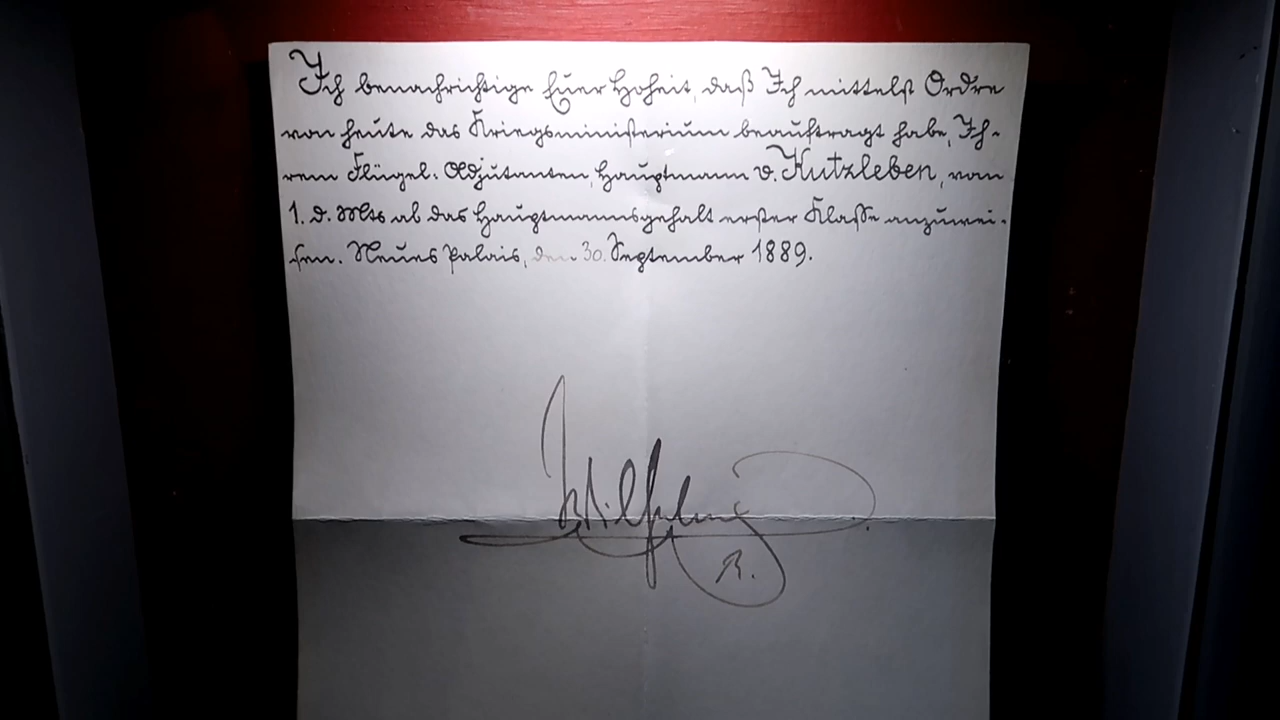 Ich benachrichtige Euer Hoheit, daß Ich mittelst Ordre
von heute das Kriegsministerium beauftragt habe, Ih-
rem Flügel-Adjutanten, Hauptmann v. Kutzleben, vom
1. d. Mts ab das Hauptmannsgehalt erster Klasse anzuwei-
sen. Neues Palais, den 30. September 1889.
Wilhelm
R.